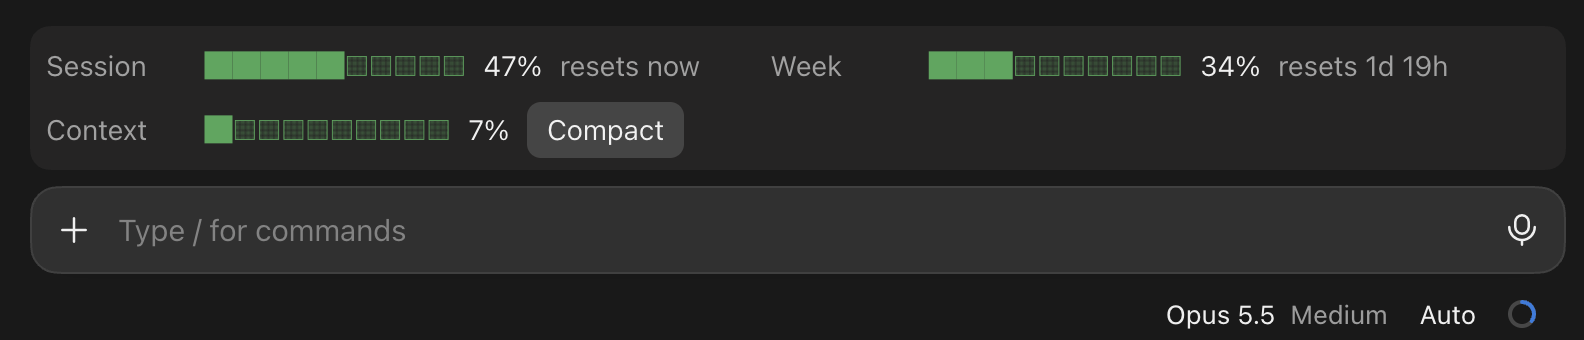 Session 47% resets now Week 34% resets 1d 19h
Context 7% Compact
Type / for commands
Opus 5.5 Medium Auto